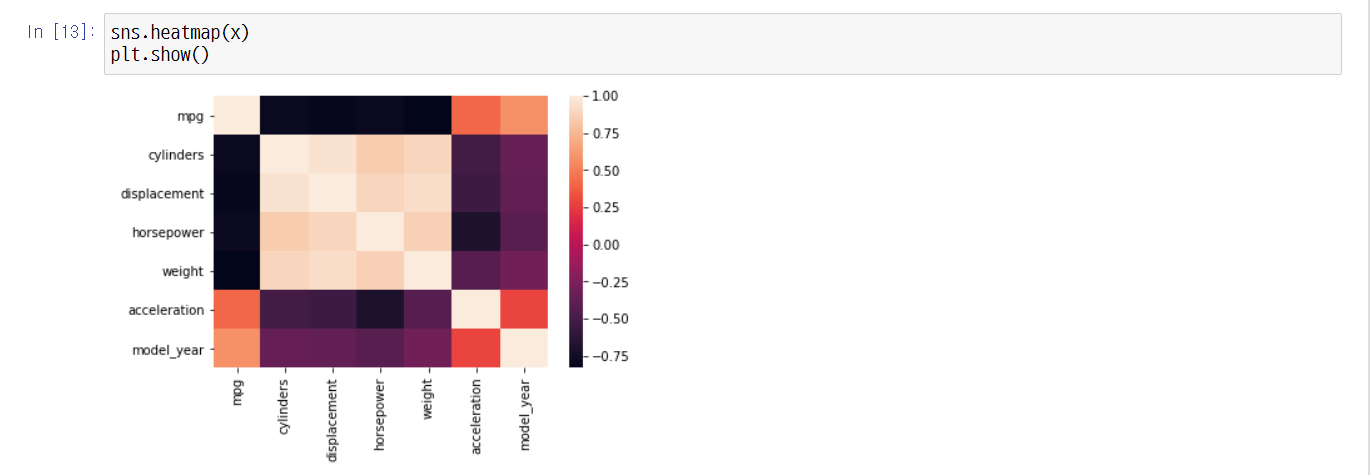 In [13]:
sns.heatmap(x)
plt.show()
mpg
cylinders
displacement
horsepower
weight
acceleration
model_year
mpg
cylinders
displacement
horsepower
weight
acceleration
model_year
1.00
0.75
0.50
0.25
0.00
−0.25
−0.50
−0.75